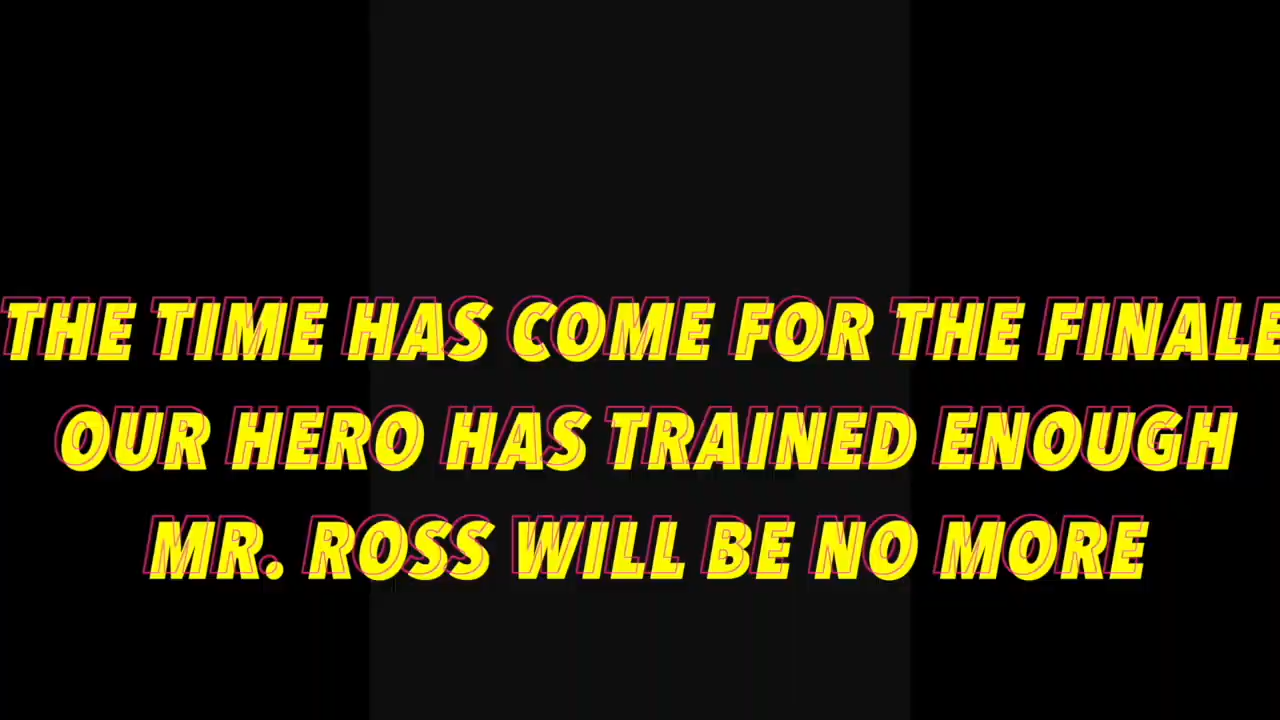 THE TIME HAS COME FOR THE FINALE
OUR HERO HAS TRAINED ENOUGH
MR. ROSS WILL BE NO MORE